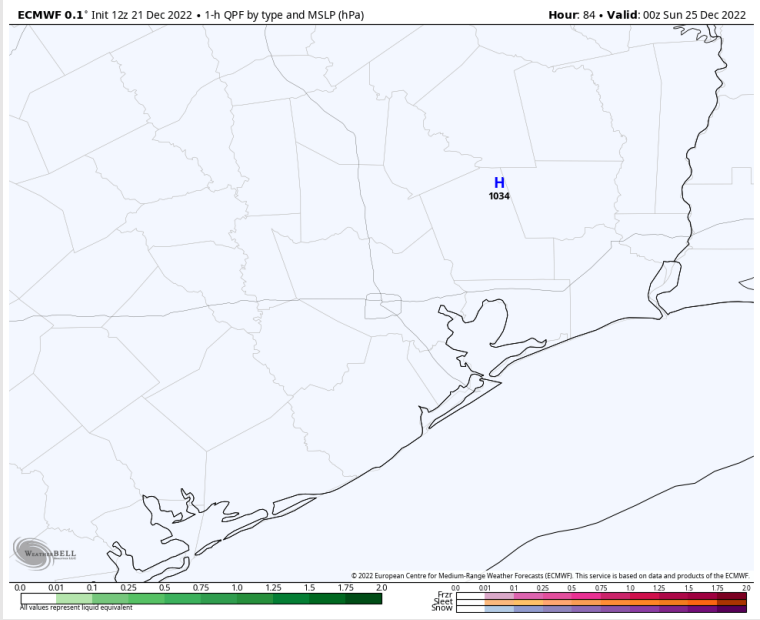 ECMWF 0.1° Init 12z 21 Dec 2022 • 1-h QPF by type and MSLP (hPa) Hour: 84 • Valid: 00z Sun 25 Dec 2022
H
1034
WEATHERBELL
© 2022 European Centre for Medium-Range Weather Forecasts (ECMWF). This service is based on data and products of the ECMWF.
0.0 0.01 0.1 0.25 0.5 0.75 1.0 1.25 1.5 1.75 2.0
All values represent liquid equivalent
0.0 0.01 0.1 0.25 0.5 0.75 1.0 1.25 1.5 1.75 2.0
Frzr
Sleet
Snow